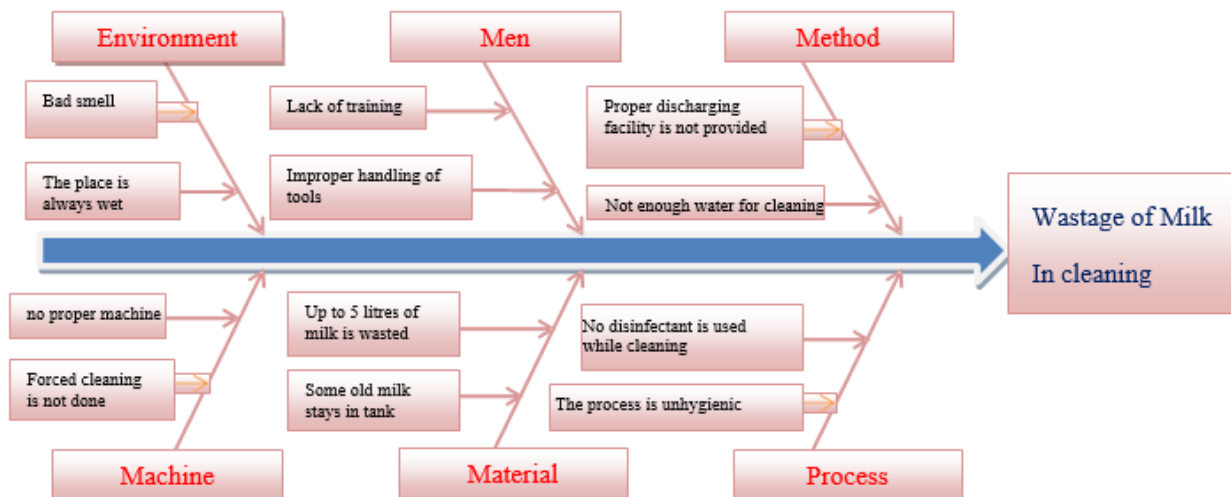 Environment
Men
Method
Bad smell
Lack of training
Proper discharging
facility is not provided
The place is
always wet
Improper handling of
tools
Not enough water for cleaning
Wastage of Milk
In cleaning
no proper machine
Up to 5 litres of
milk is wasted
No disinfectant is used
while cleaning
Forced cleaning
is not done
Some old milk
stays in tank
The process is unhygienic
Machine
Material
Process